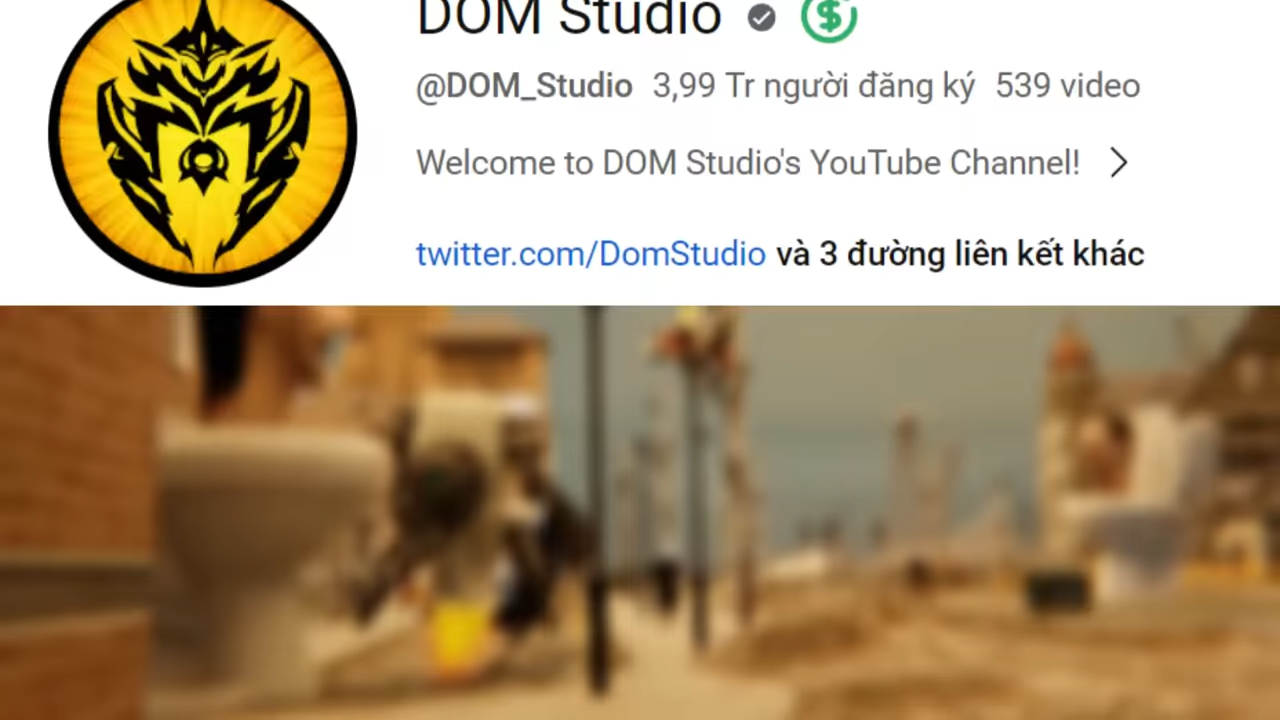 DOM Studio
@DOM_Studio 3,99 Tr người đăng ký 539 video
Welcome to DOM Studio's YouTube Channel!
twitter.com/DomStudio và 3 đường liên kết khác